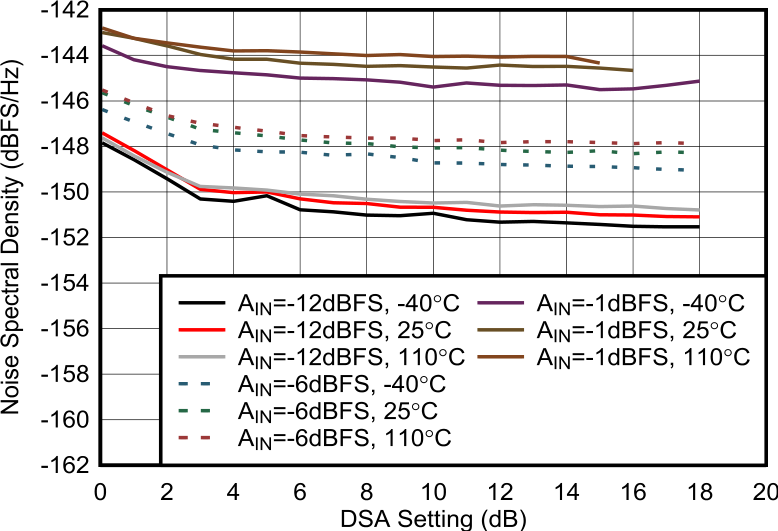 -142
-144
-146
-148
-150
-152
-154
-156
-158
-160
-162
Noise Spectral Density (dBFS/Hz)
AIN=-12dBFS, -40°C
AIN=-12dBFS, 25°C
AIN=-12dBFS, 110°C
AIN=-6dBFS, -40°C
AIN=-6dBFS, 25°C
AIN=-6dBFS, 110°C
AIN=-1dBFS, -40°C
AIN=-1dBFS, 25°C
AIN=-1dBFS, 110°C
0 2 4 6 8 10 12 14 16 18 20
DSA Setting (dB)